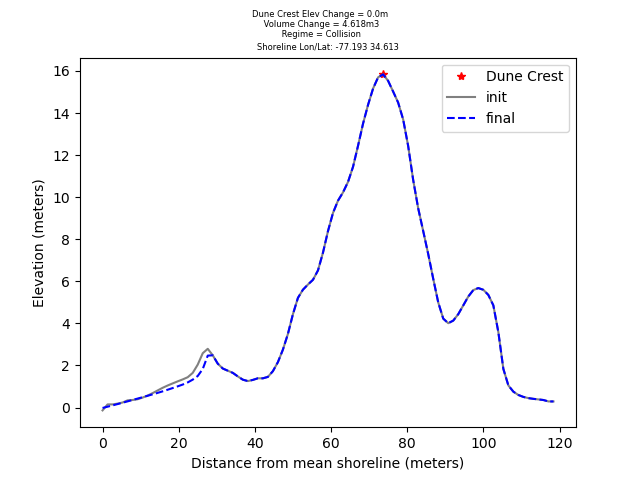 Dune Crest Elev Change = 0.0m
Volume Change = 4.618m3
Regime = Collision
Shoreline Lon/Lat: -77.193 34.613
Dune Crest
init
final
Elevation (meters)
16
14
12
10
8
6
4
2
0
0 20 40 60 80 100 120
Distance from mean shoreline (meters)